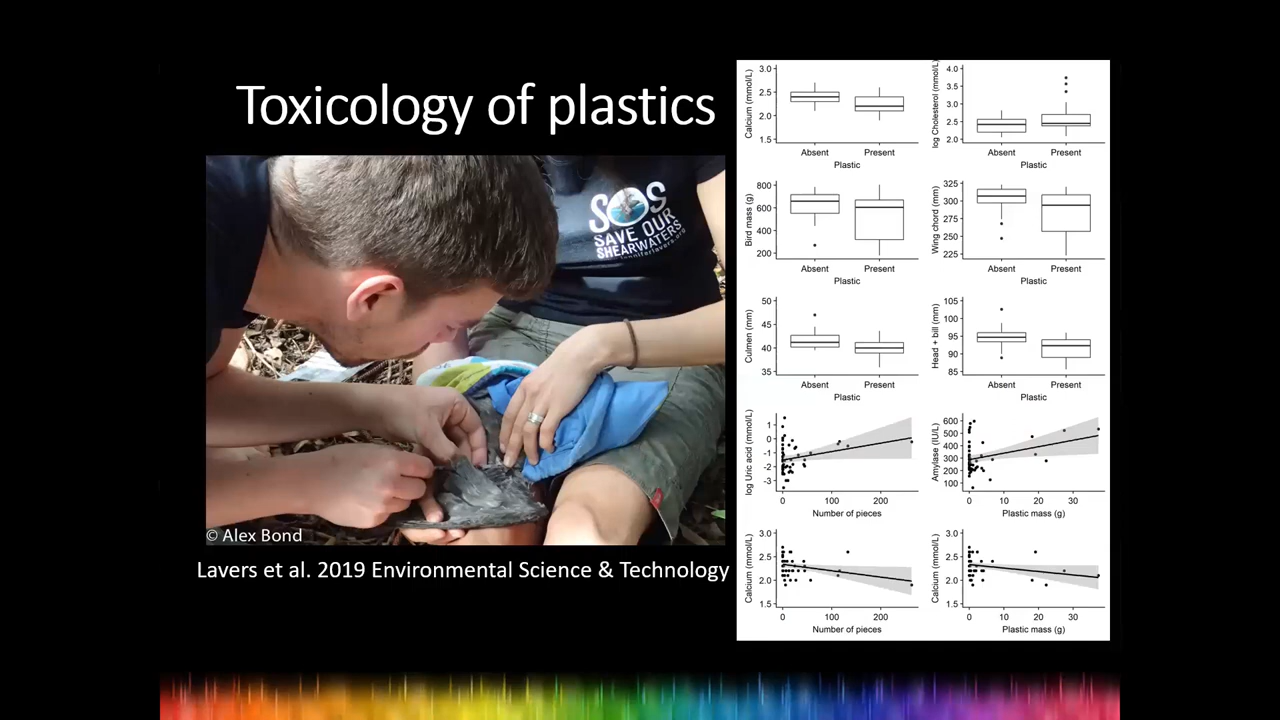 Toxicology of plastics
SOS
SAVE OUR
SHEARWATERS
© Alex Bond
Lavers et al. 2019 Environmental Science & Technology
Calcium (mmol/L)
3.0
2.5
2.0
1.5
Absent
Present
Plastic
log Cholesterol (mmol/L)
4.0
3.5
3.0
2.5
2.0
Absent
Present
Plastic
Bird mass (g)
800
600
400
200
Absent
Present
Plastic
Wing chord (mm)
325
300
275
250
225
Absent
Present
Plastic
Culmen (mm)
50
45
40
35
Absent
Present
Plastic
Head + bill (mm)
105
100
95
90
85
Absent
Present
Plastic
log Uric acid (mmol/L)
1
0
-1
-2
-3
0
100
200
Number of pieces
Amylase (IU/L)
600
500
400
300
200
100
0
10
20
30
Plastic mass (g)
Calcium (mmol/L)
3.0
2.5
2.0
1.5
0
100
200
Number of pieces
Calcium (mmol/L)
3.0
2.5
2.0
1.5
0
10
20
30
Plastic mass (g)